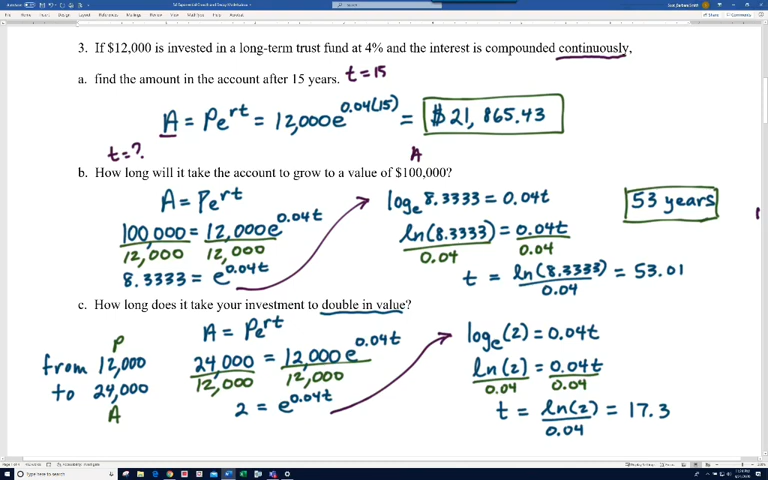 3. If $12,000 is invested in a long-term trust fund at 4% and the interest is compounded continuously,
a. find the amount in the account after 15 years. t=15
A = Pe^rt = 12,000e^0.04(15) = $21,865.43
t=?
A
b. How long will it take the account to grow to a value of $100,000?
A = Pe^rt
100,000 = 12,000e^0.04t
12,000 12,000
8.3333 = e^0.04t
log_e 8.3333 = 0.04t
ln(8.3333) = 0.04t
0.04 0.04
t = ln(8.3333) = 53.01
0.04
53 years
c. How long does it take your investment to double in value?
P
from 12,000
to 24,000
A
A = Pe^rt
24,000 = 12,000e^0.04t
12,000 12,000
2 = e^0.04t
log_e(2) = 0.04t
ln(2) = 0.04t
0.04 0.04
t = ln(2) = 17.3
0.04
Type here to search